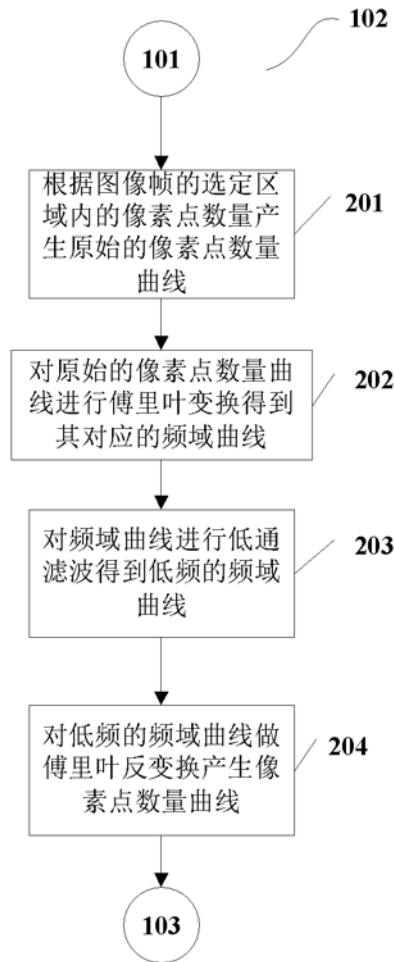 102
101
根据图像帧的选定区
域内的像素点数量产
生原始的像素点数量
曲线
201
对原始的像素点数量曲
线进行傅里叶变换得到
其对应的频域曲线
202
对频域曲线进行低通
滤波得到低频的频域
曲线
203
对低频的频域曲线做
傅里叶反变换产生像
素点数量曲线
204
103